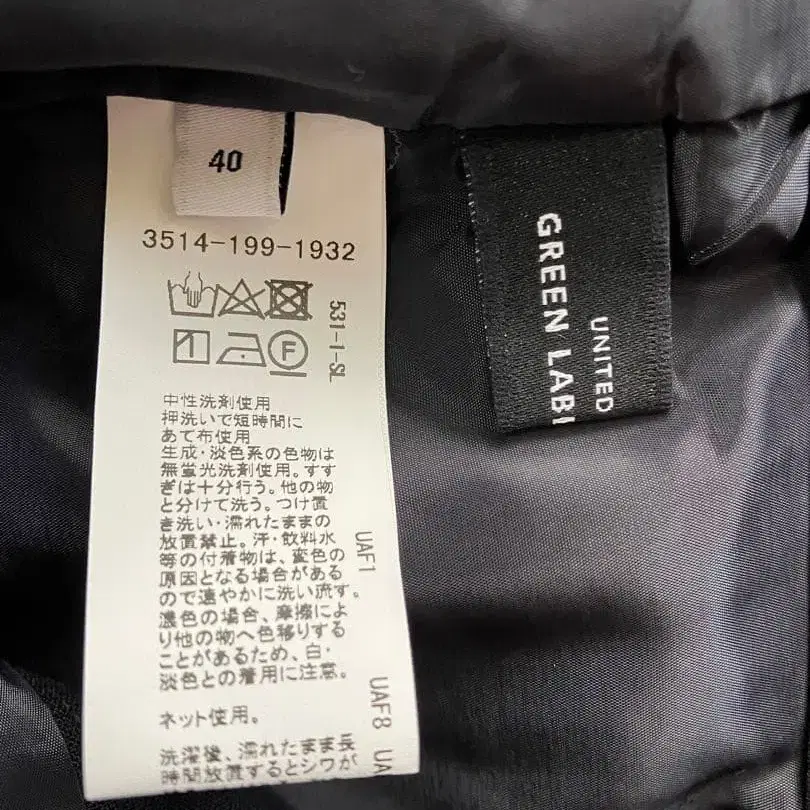 40
3514-199-1932
531-1-SL
F
中性洗剤使用
押洗いで短時間に
あて布使用
生成・淡色系の色物は
無蛍光洗剤使用。すす
ぎは十分行う。他の物
と分けて洗う。つけ置
き洗い・濡れたままの
放置禁止。汗・飲料水
等の付着物は、変色の
原因となる場合がある
ので速やかに洗い流す。
濃色の場合、摩擦によ
り他の物へ色移りする
ことがあるため、白・
淡色との着用に注意。
ネット使用。
洗濯後、濡れたまま長
時間放置するとシワが
UAF1
UAF8
UA
UNITED
GREEN LABE